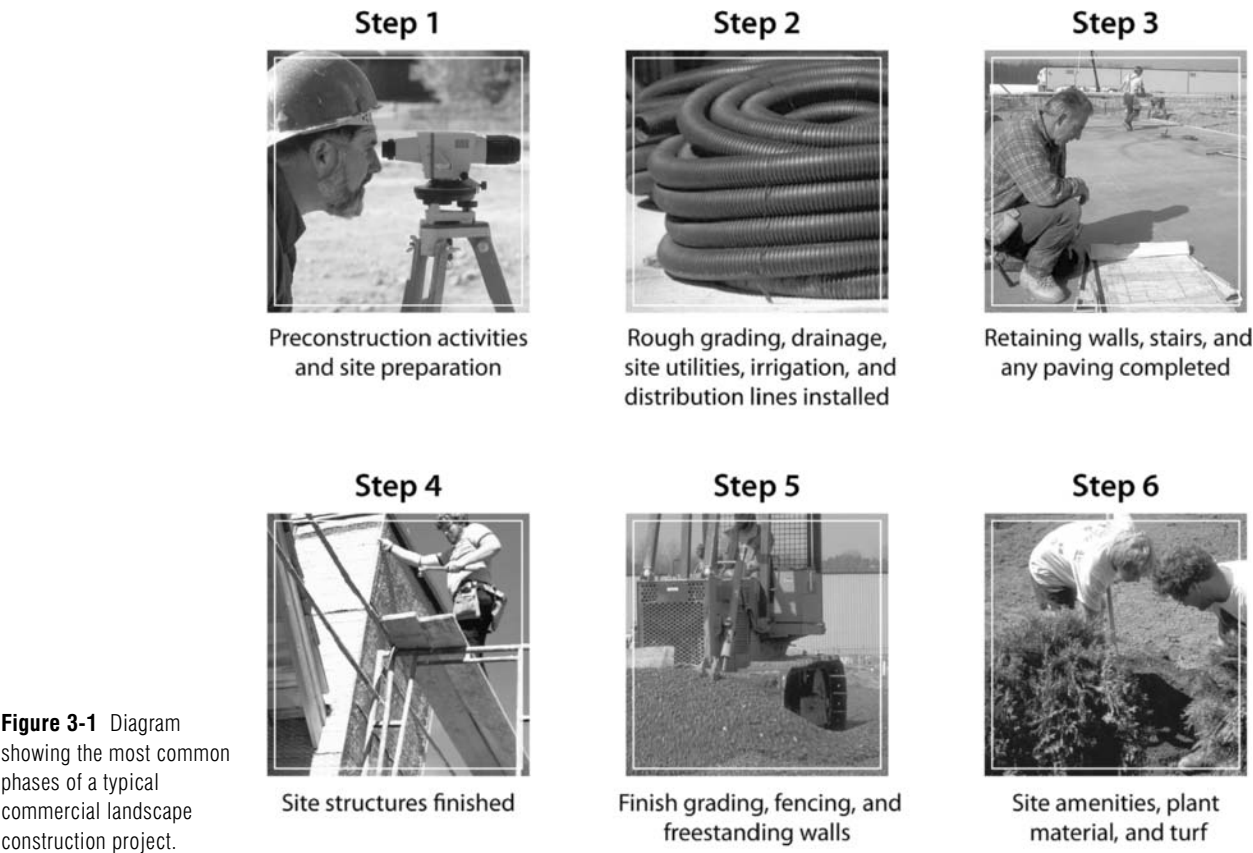 Step 1
Step 2
Step 3
Preconstruction activities
and site preparation
Rough grading, drainage,
site utilities, irrigation, and
distribution lines installed
Retaining walls, stairs, and
any paving completed
Step 4
Step 5
Step 6
Site structures finished
Finish grading, fencing, and
freestanding walls
Site amenities, plant
material, and turf
Figure 3-1 Diagram
showing the most common
phases of a typical
commercial landscape
construction project.